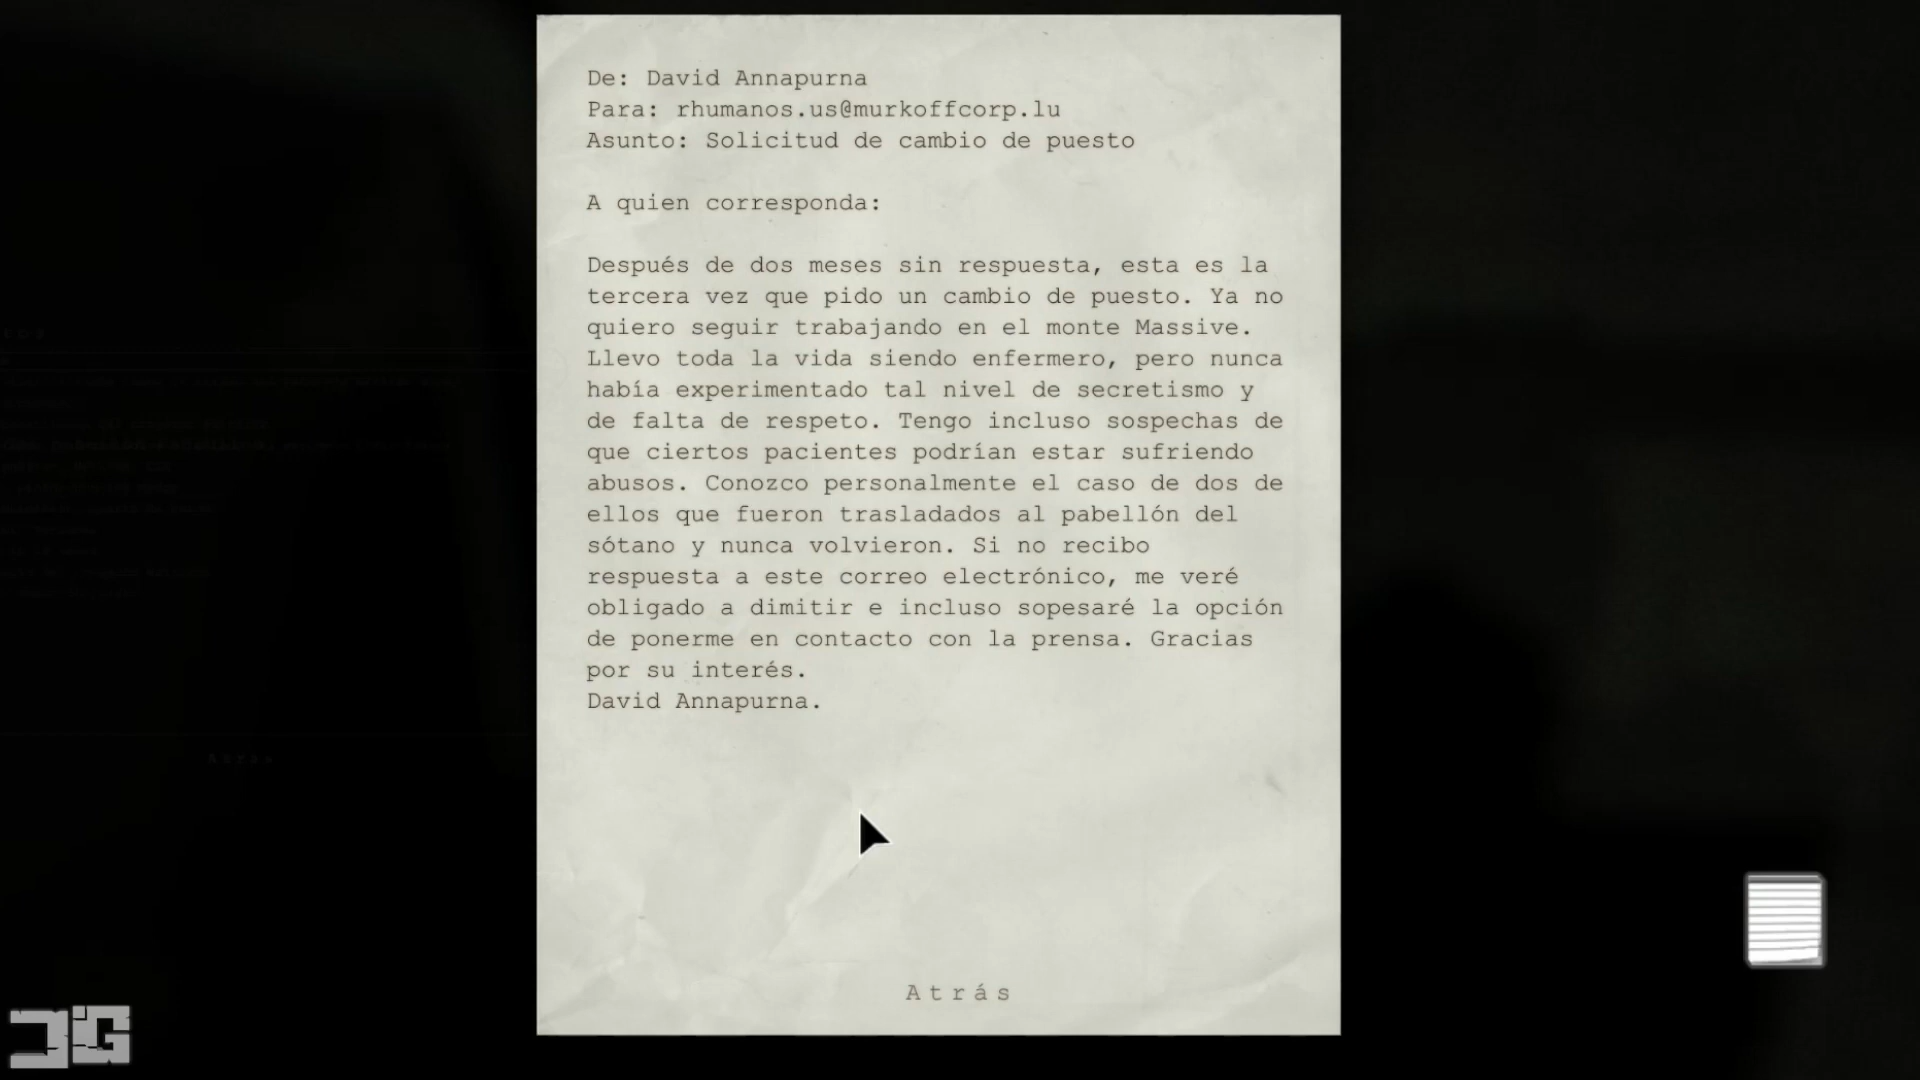 De: David Annapurna
Para: rhumanos.us@murkoffcorp.lu
Asunto: Solicitud de cambio de puesto
A quien corresponda:
Después de dos meses sin respuesta, esta es la
tercera vez que pido un cambio de puesto. Ya no
quiero seguir trabajando en el monte Massive.
Llevo toda la vida siendo enfermero, pero nunca
había experimentado tal nivel de secretismo y
de falta de respeto. Tengo incluso sospechas de
que ciertos pacientes podrían estar sufriendo
abusos. Conozco personalmente el caso de dos de
ellos que fueron trasladados al pabellón del
sótano y nunca volvieron. Si no recibo
respuesta a este correo electrónico, me veré
obligado a dimitir e incluso sopesaré la opción
de ponerme en contacto con la prensa. Gracias
por su interés.
David Annapurna.
Atrás